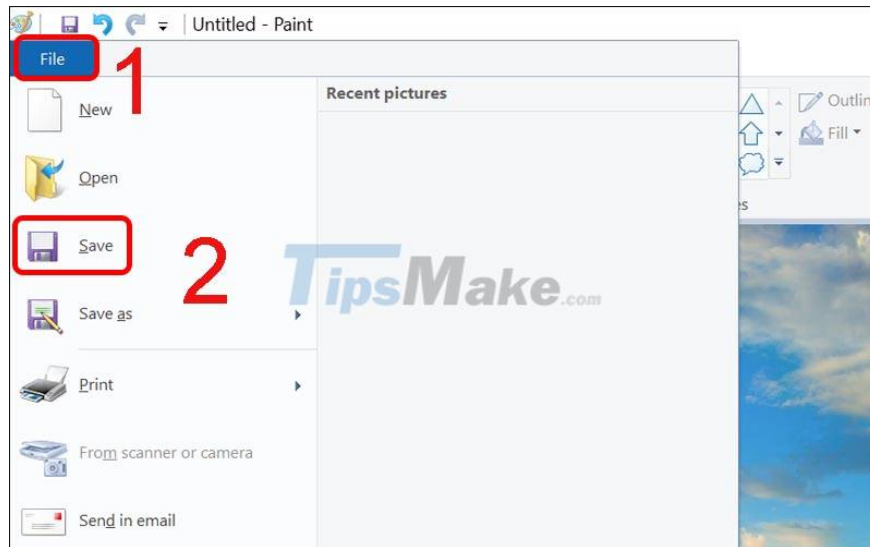 Untitled - Paint
File
1
Recent pictures
New
Open
Save
2
Save as
Print
From scanner or camera
Send in email
Fill
TipsMake.com